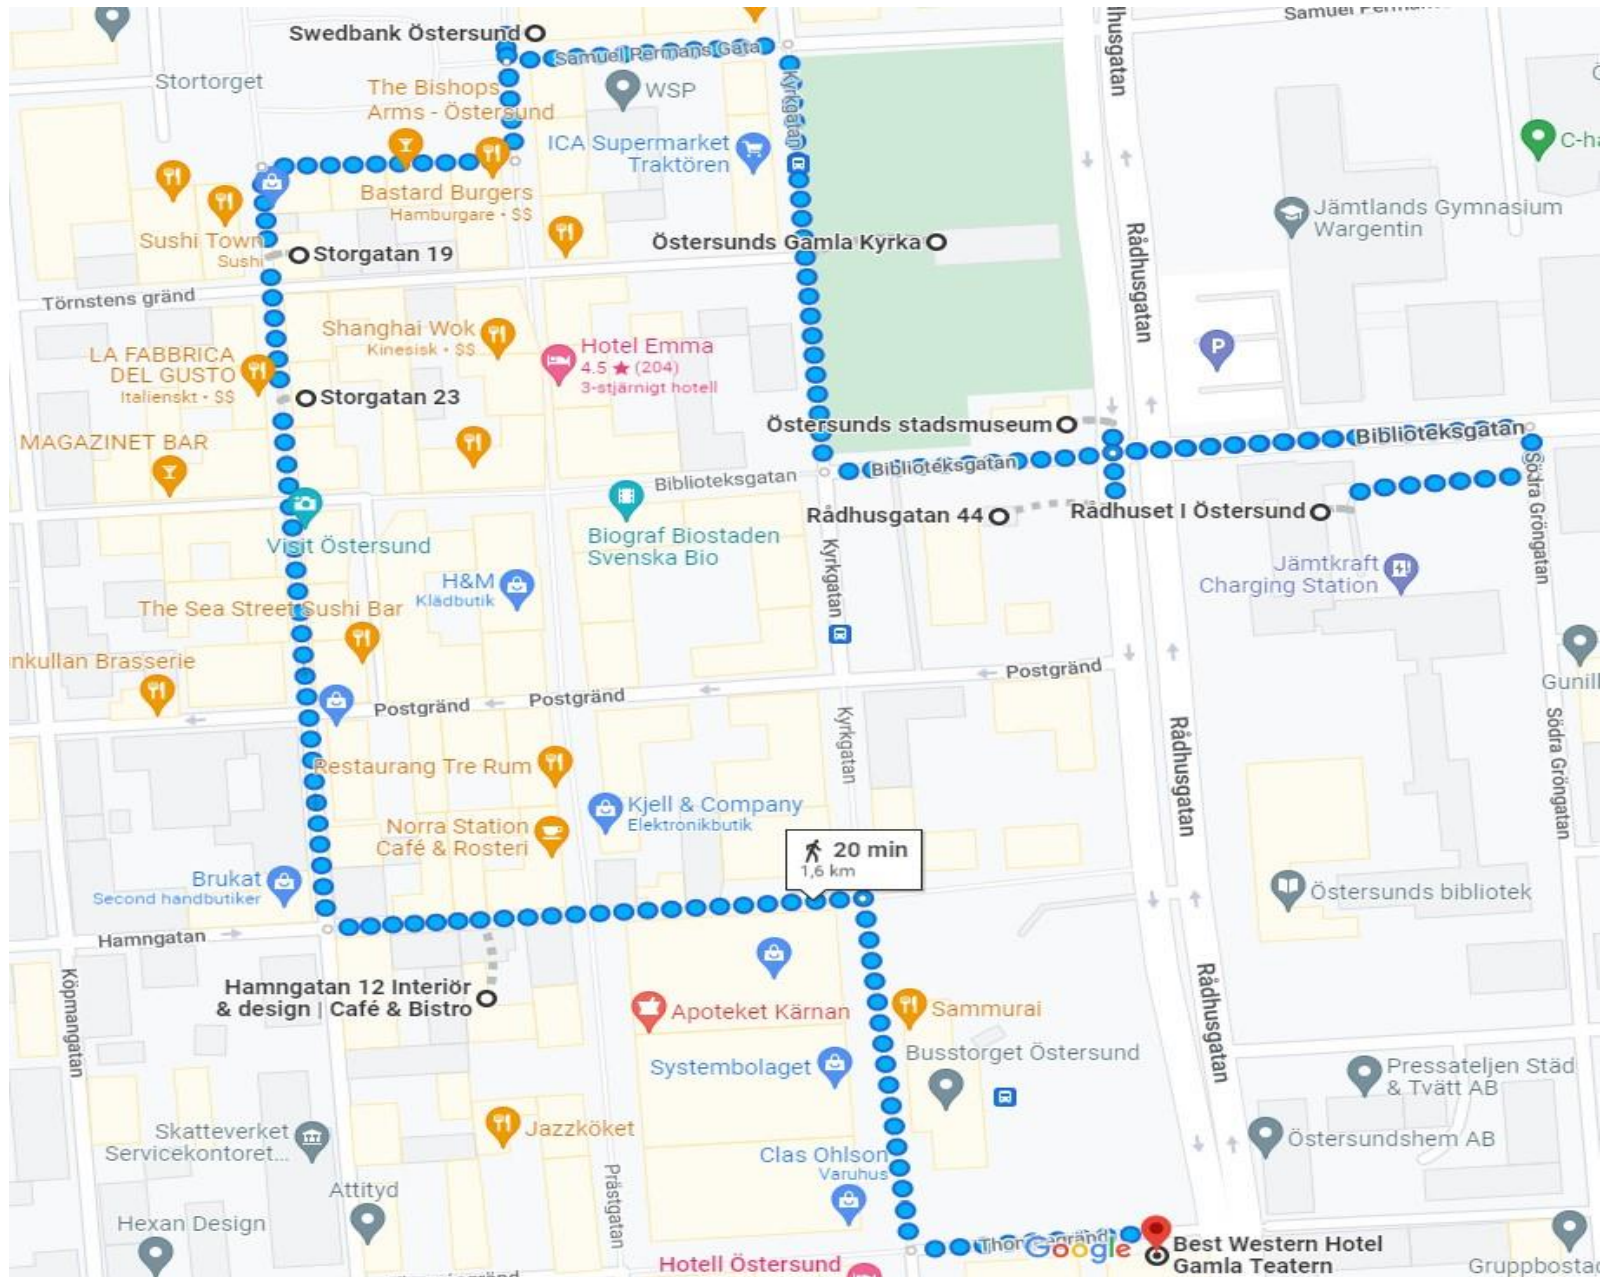 Swedbank Östersund
Samuel Permans Gata
Stortorget
The Bishops
Arms - Östersund
WSP
Kyrkgatan
ICA Supermarket
Traktören
Bastard Burgers
Hamburgare • $$
Sushi Town
Sushi
Storgatan 19
Östersunds Gamla Kyrka
Rådhusgatan
Jämtlands Gymnasium
Wargentin
Törnstens gränd
Shanghai Wok
Kinesisk • $$
LA FABBRICA
DEL GUSTO
Italienskt • $$
Hotel Emma
4.5 ★ (204)
3-stjärnigt hotell
P
Storgatan 23
Östersunds stadsmuseum
MAGAZINET BAR
Biblioteksgatan
Biblioteksgatan
Biblioteksgatan
Södra Gröngatan
Rådhusgatan 44
Rådhuset I Östersund
Visit Östersund
Biograf Biostaden
Svenska Bio
Kyrkgatan
H&M
Klädbutik
Jämtkraft
Charging Station
The Sea Street Sushi Bar
nkullan Brasserie
Postgränd
Postgränd
Postgränd
Gunill
Kyrkgatan
Rådhusgatan
Södra Gröngatan
Restaurang Tre Rum
Kjell & Company
Elektronikbutik
Norra Station
Café & Rosteri
20 min
1,6 km
Brukat
Second handbutiker
Östersunds bibliotek
Hamngatan
Köpmangatan
Hamngatan 12 Interiör
& design | Café & Bistro
Apoteket Kärnan
Sammurai
Rådhusgatan
Systembolaget
Busstorget Östersund
Pressateljen Städ
& Tvätt AB
Skatteverket
Servicekontoret...
Jazzköket
Östersundshem AB
Clas Ohlson
Varuhus
Attityd
Prästgatan
Hexan Design
Google
Best Western Hotel
Gamla Teatern
Hotell Östersund
Gruppbostad